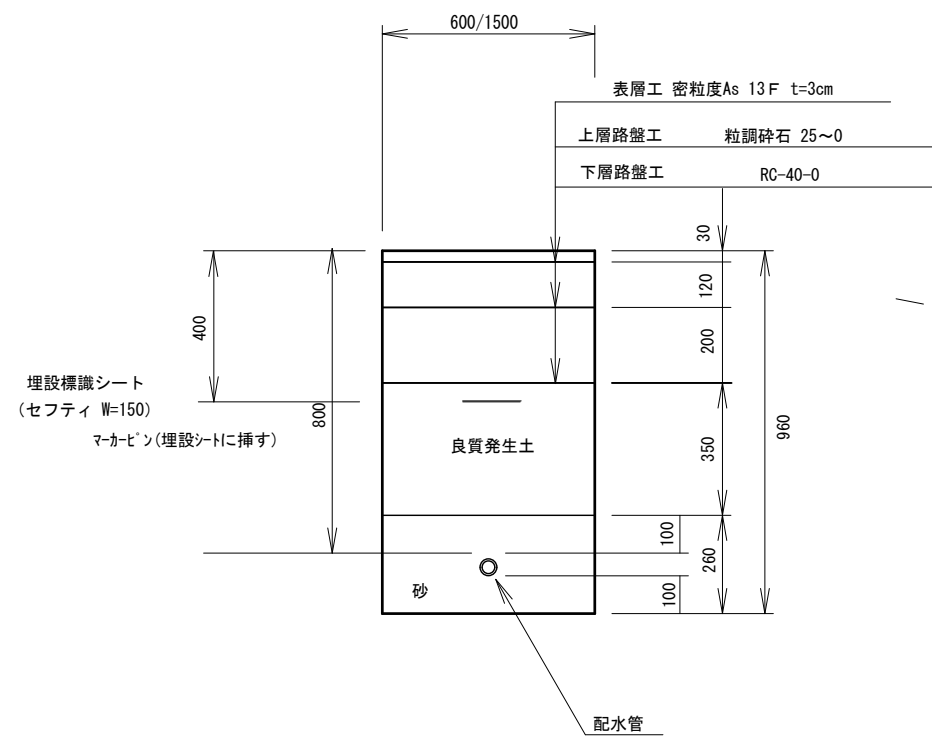 600/1500
表層工 密粒度As 13Ｆ t=3cm
上層路盤工 粒調砕石 25～0
下層路盤工 RC-40-0
30
120
200
350
100
260
100
960
400
800
埋設標識シート
(セフティ W=150)
ﾏｰｶｰﾋﾟﾝ(埋設ｼｰﾄに挿す)
良質発生土
砂
配水管